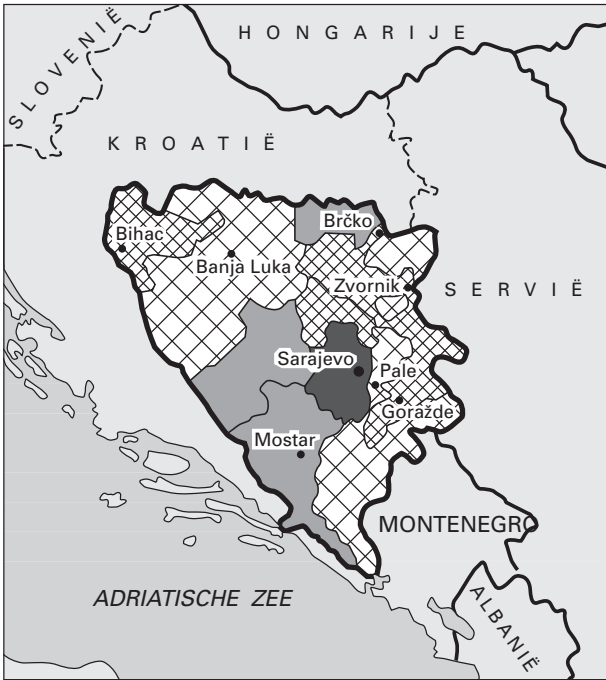 HONGARIJE
SLOVENIË
KROATIË
Brčko
Bihac
Banja Luka
Zvornik
SERVIË
Sarajevo
Pale
Goražde
Mostar
MONTENEGRO
ADRIATISCHE ZEE
ALBANIË